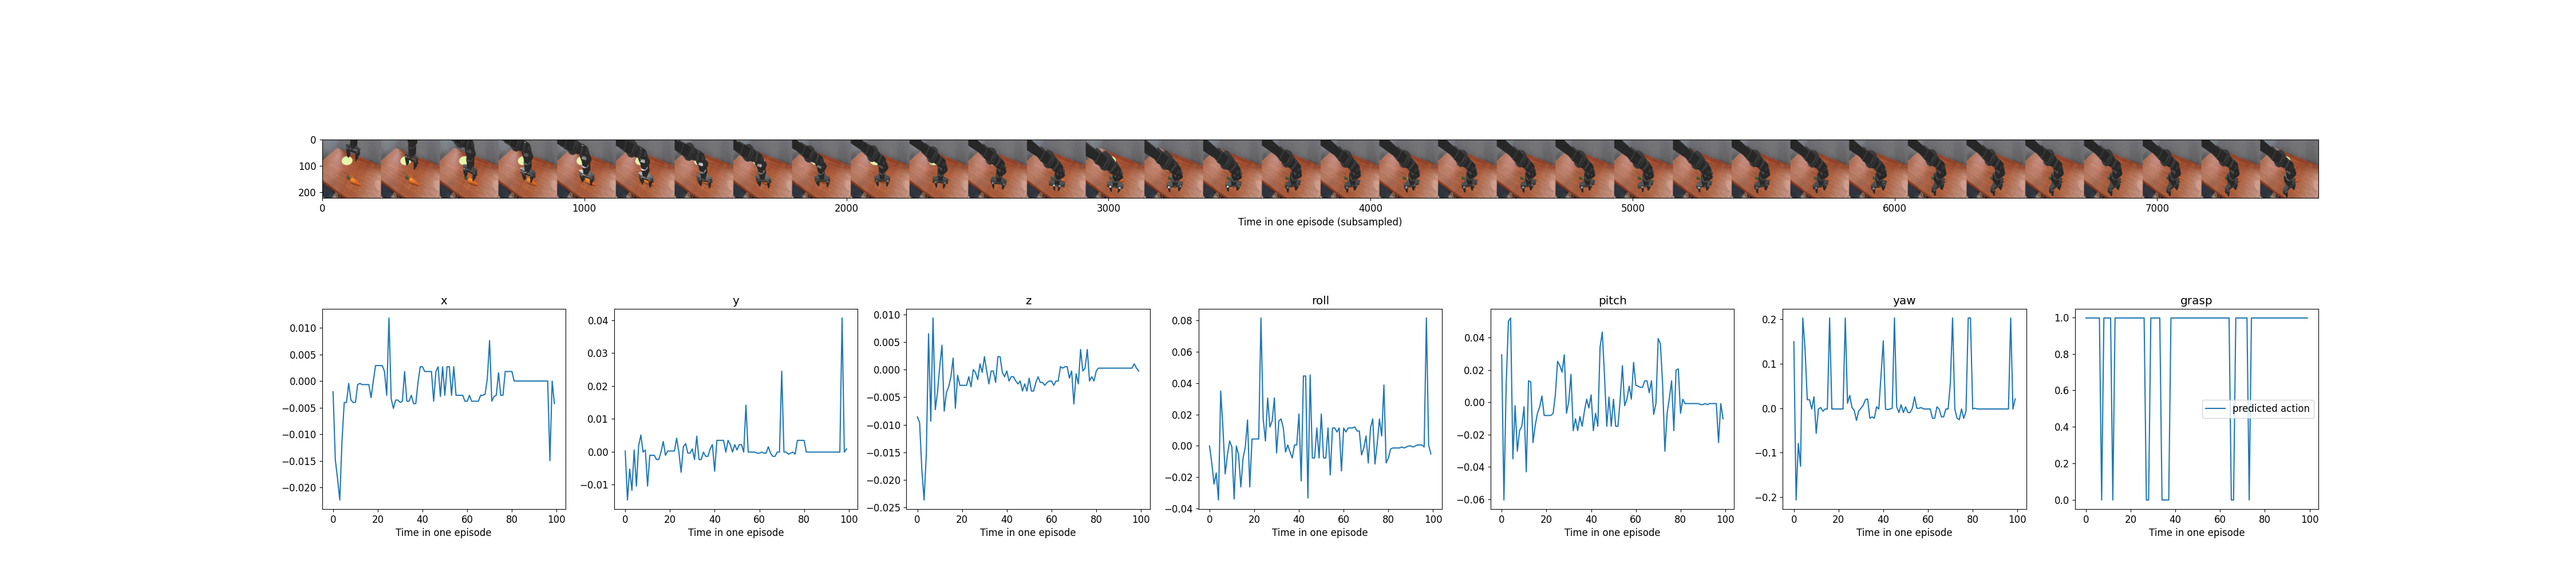 0
100
200
0 1000 2000 3000 4000 5000 6000 7000
Time in one episode (subsampled)
x y z roll pitch yaw grasp
0.010
0.005
0.000
−0.005
−0.010
−0.015
−0.020
0 20 40 60 80 100
Time in one episode
0.04
0.03
0.02
0.01
0.00
−0.01
0 20 40 60 80 100
Time in one episode
0.010
0.005
0.000
−0.005
−0.010
−0.015
−0.020
−0.025
0 20 40 60 80 100
Time in one episode
0.08
0.06
0.04
0.02
0.00
−0.02
−0.04
0 20 40 60 80 100
Time in one episode
0.04
0.02
0.00
−0.02
−0.04
−0.06
0 20 40 60 80 100
Time in one episode
0.2
0.1
0.0
−0.1
−0.2
0 20 40 60 80 100
Time in one episode
1.0
0.8
0.6
0.4
0.2
0.0
predicted action
0 20 40 60 80 100
Time in one episode